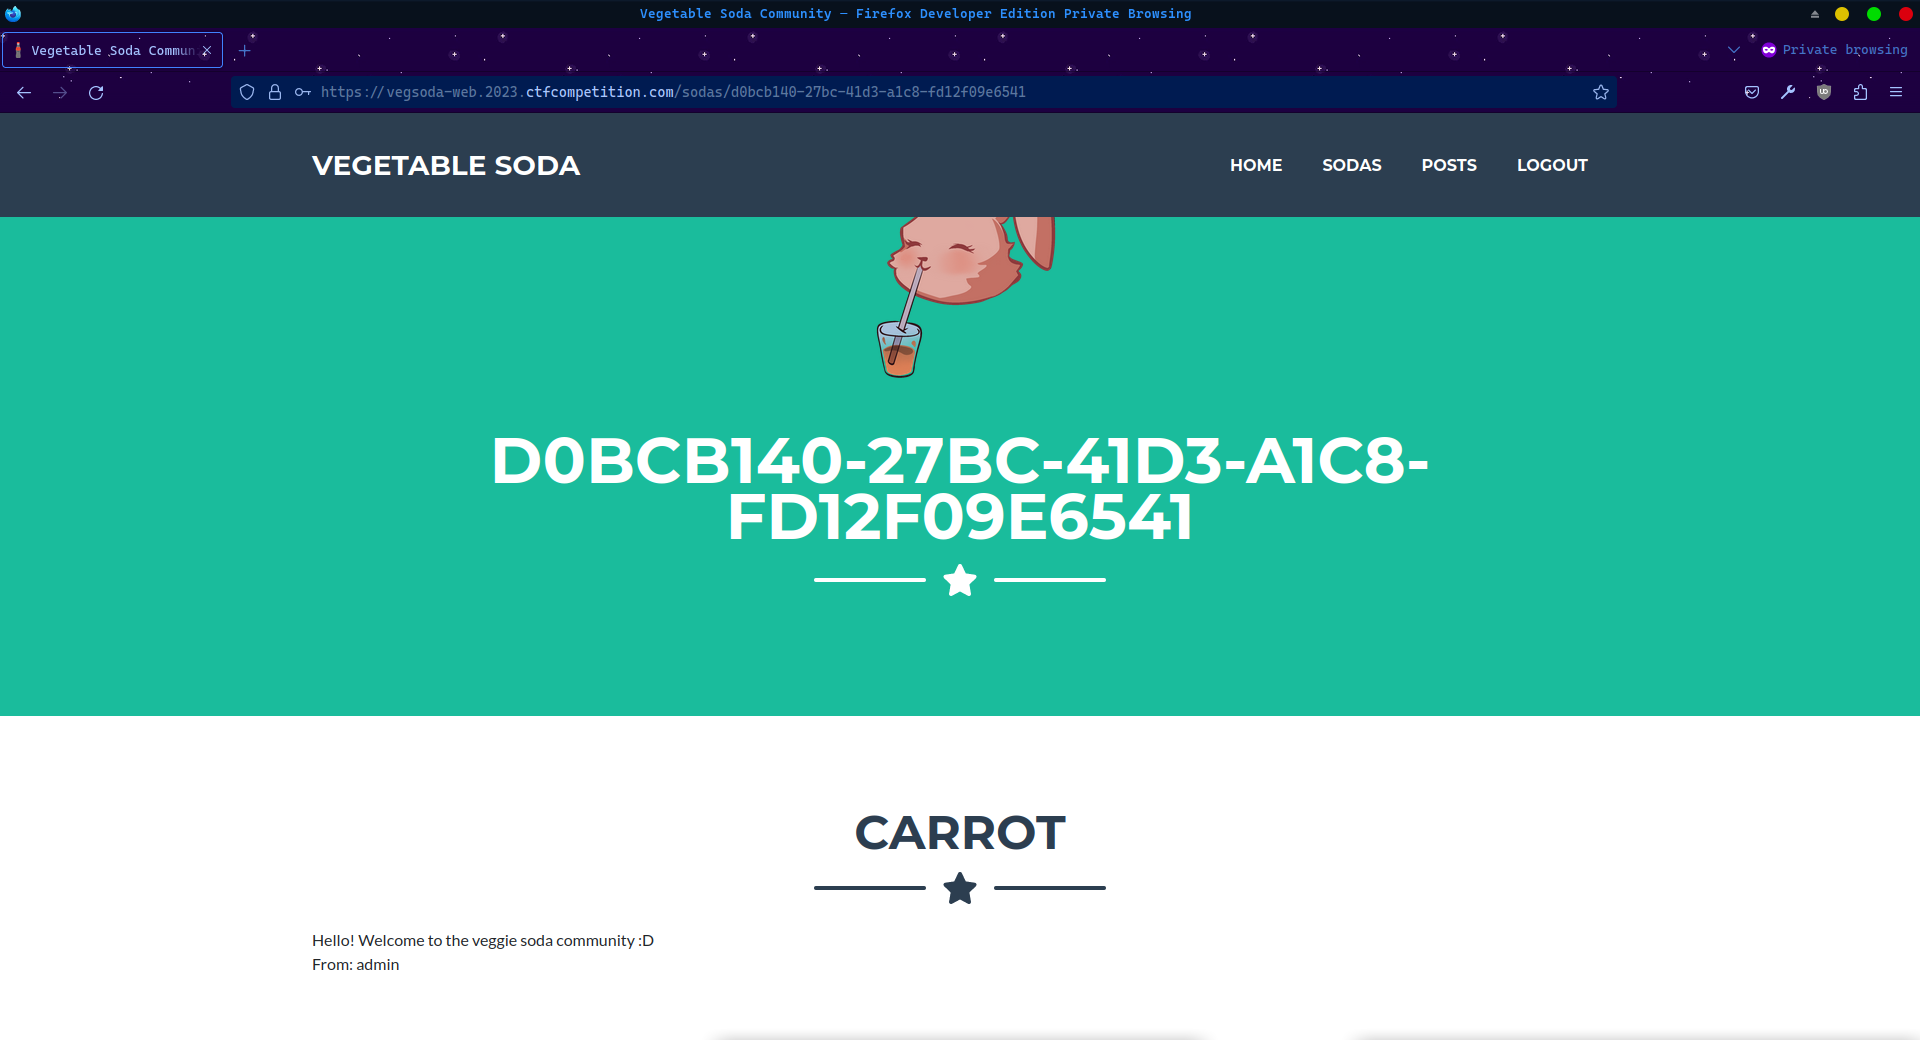 Vegetable Soda Community — Firefox Developer Edition Private Browsing
Vegetable Soda Commun
Private browsing
https://vegsoda-web.2023.ctfcompetition.com/sodas/d0bcb140-27bc-41d3-a1c8-fd12f09e6541
VEGETABLE SODA
HOME SODAS POSTS LOGOUT
D0BCB140-27BC-41D3-A1C8-
FD12F09E6541
CARROT
Hello! Welcome to the veggie soda community :D
From: admin